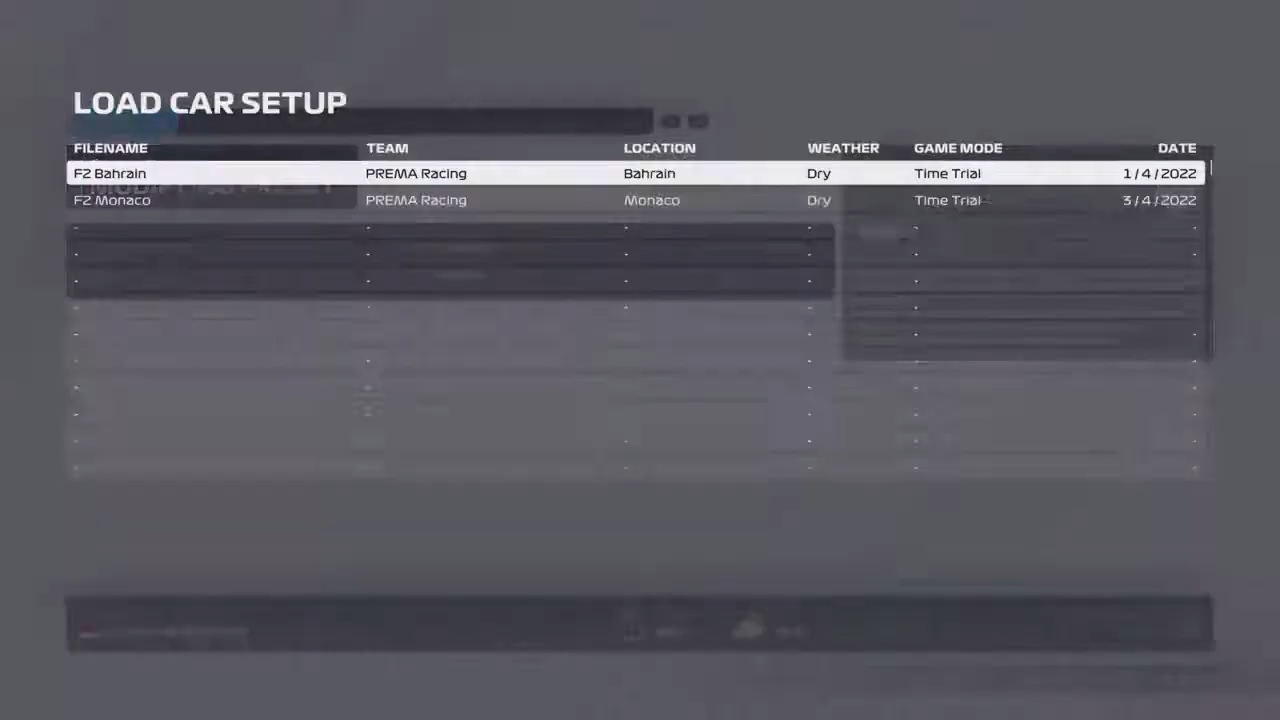 LOAD CAR SETUP
FILENAME TEAM LOCATION WEATHER GAME MODE DATE
F2 Bahrain PREMA Racing Bahrain Dry Time Trial 1/4/2022
F2 Monaco PREMA Racing Monaco Dry Time Trial 3/4/2022